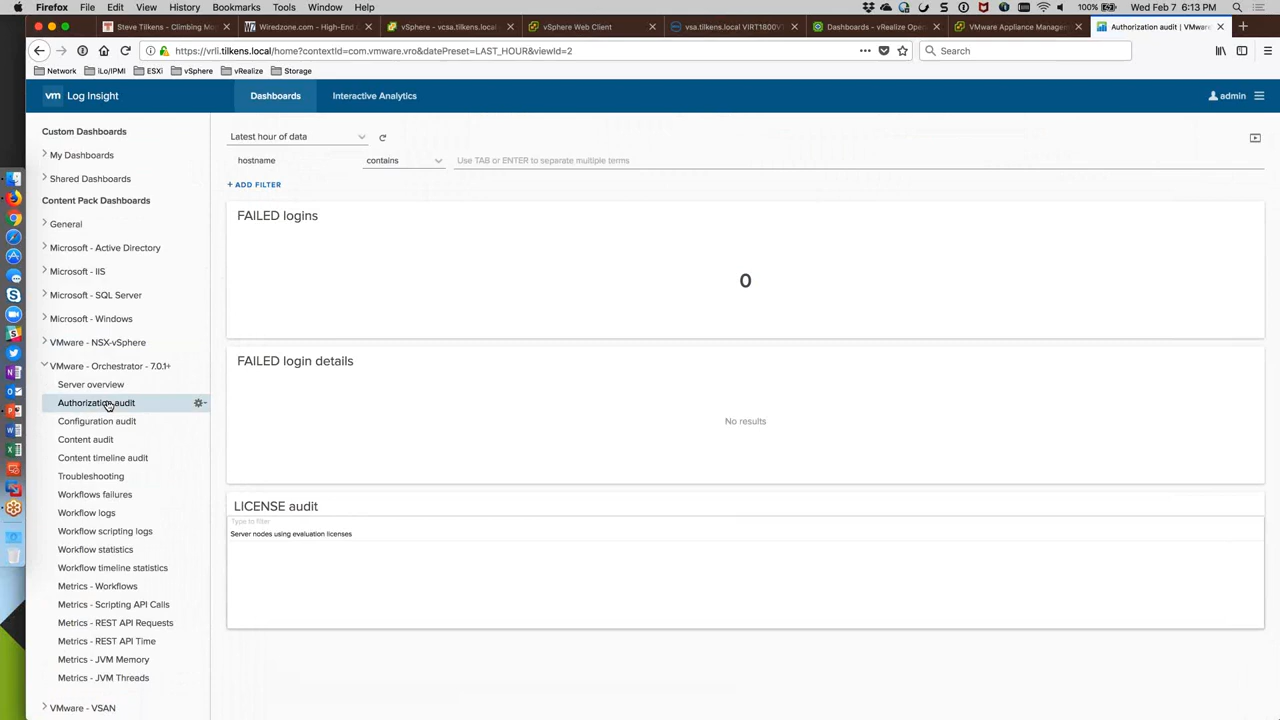 Firefox File Edit View History Bookmarks Tools Window Help
100% Wed Feb 7 6:13 PM
Steve Tilkens – Climbing Mo
Wiredzone.com - High-End C
vSphere - vcsa.tilkens.local
vSphere Web Client
vsa.tilkens.local VIRT1800V
Dashboards - vRealize Opera
VMware Appliance Manage
Authorization audit | VMware
https://vrli.tilkens.local/home?contextId=com.vmware.vro&datePreset=LAST_HOUR&viewId=2
Search
Network iLo/IPMI ESXi vSphere vRealize Storage
vm Log Insight Dashboards Interactive Analytics admin
Custom Dashboards
My Dashboards
Shared Dashboards
Content Pack Dashboards
General
Microsoft - Active Directory
Microsoft - IIS
Microsoft - SQL Server
Microsoft - Windows
VMware - NSX-vSphere
VMware - Orchestrator - 7.0.1+
Server overview
Authorization audit
Configuration audit
Content audit
Content timeline audit
Troubleshooting
Workflows failures
Workflow logs
Workflow scripting logs
Workflow statistics
Workflow timeline statistics
Metrics - Workflows
Metrics - Scripting API Calls
Metrics - REST API Requests
Metrics - REST API Time
Metrics - JVM Memory
Metrics - JVM Threads
VMware - VSAN
Latest hour of data
hostname contains Use TAB or ENTER to separate multiple terms
+ ADD FILTER
FAILED logins
0
FAILED login details
No results
LICENSE audit
Type to filter
Server nodes using evaluation licenses